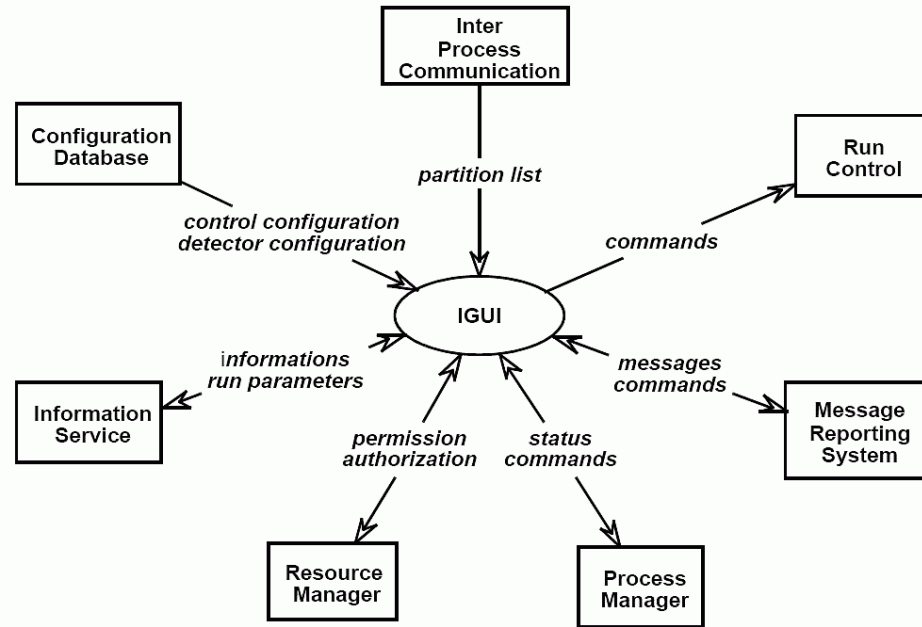 Inter
Process
Communication
Configuration
Database
Run
Control
partition list
control configuration
detector configuration
commands
IGUI
informations
run parameters
messages
commands
Information
Service
Message
Reporting
System
permission
authorization
status
commands
Resource
Manager
Process
Manager